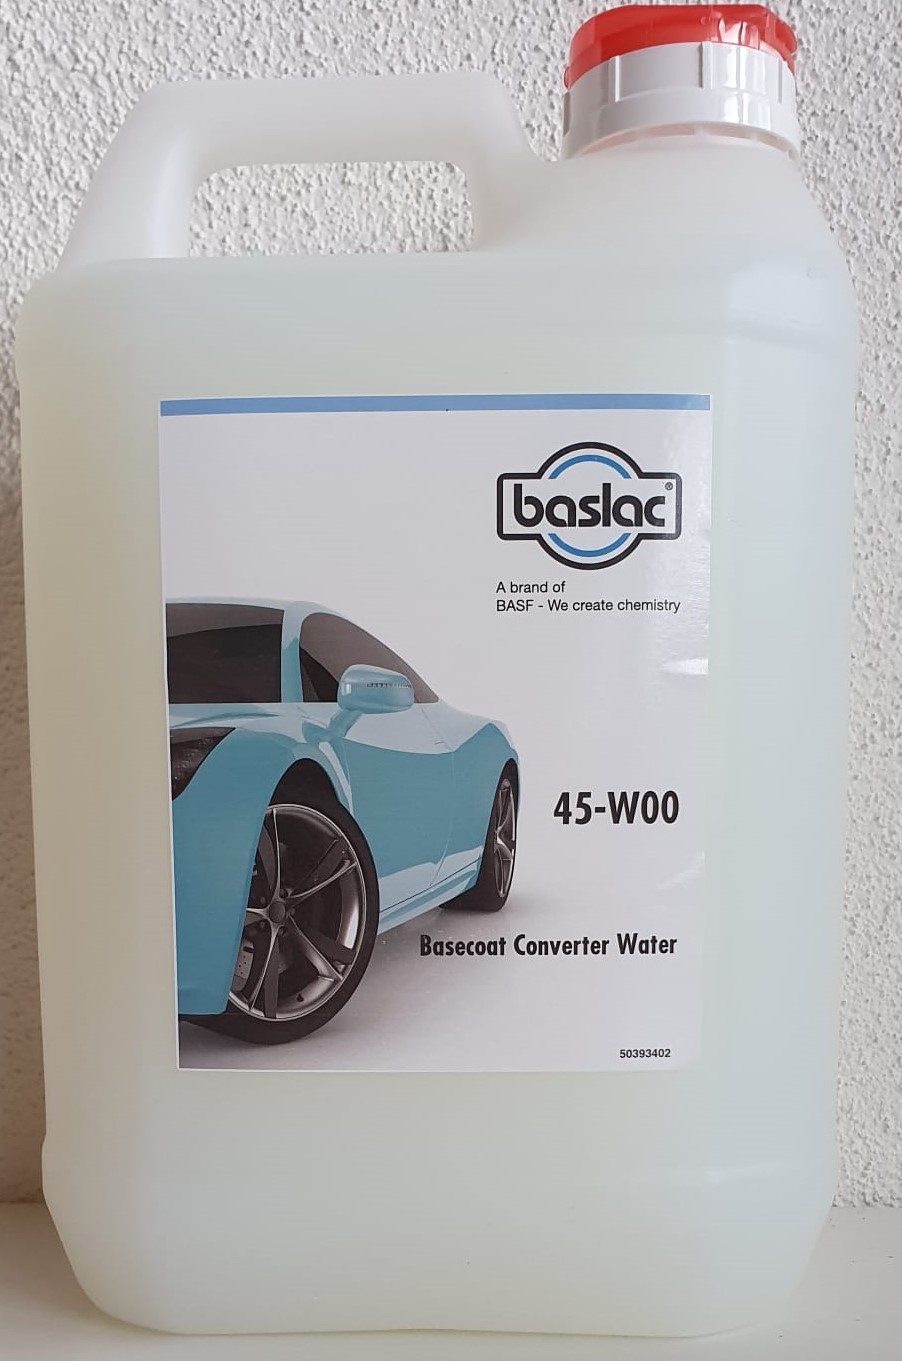 baslac®
A brand of
BASF - We create chemistry
45-W00
Basecoat Converter Water
50393402